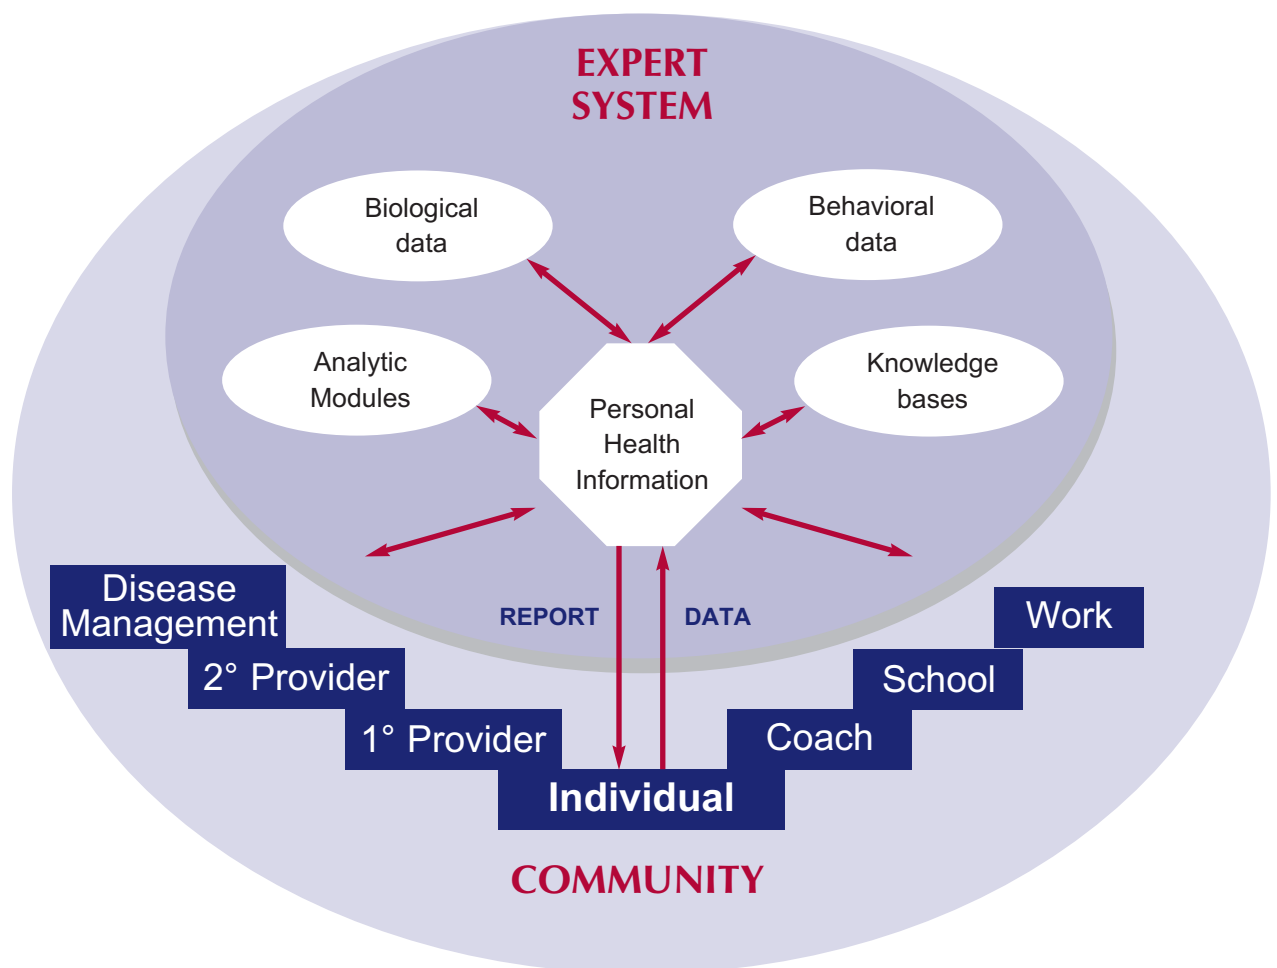 EXPERT
SYSTEM
Biological
data
Behavioral
data
Analytic
Modules
Knowledge
bases
Personal
Health
Information
REPORT
DATA
Disease
Management
2° Provider
1° Provider
Individual
Coach
School
Work
COMMUNITY